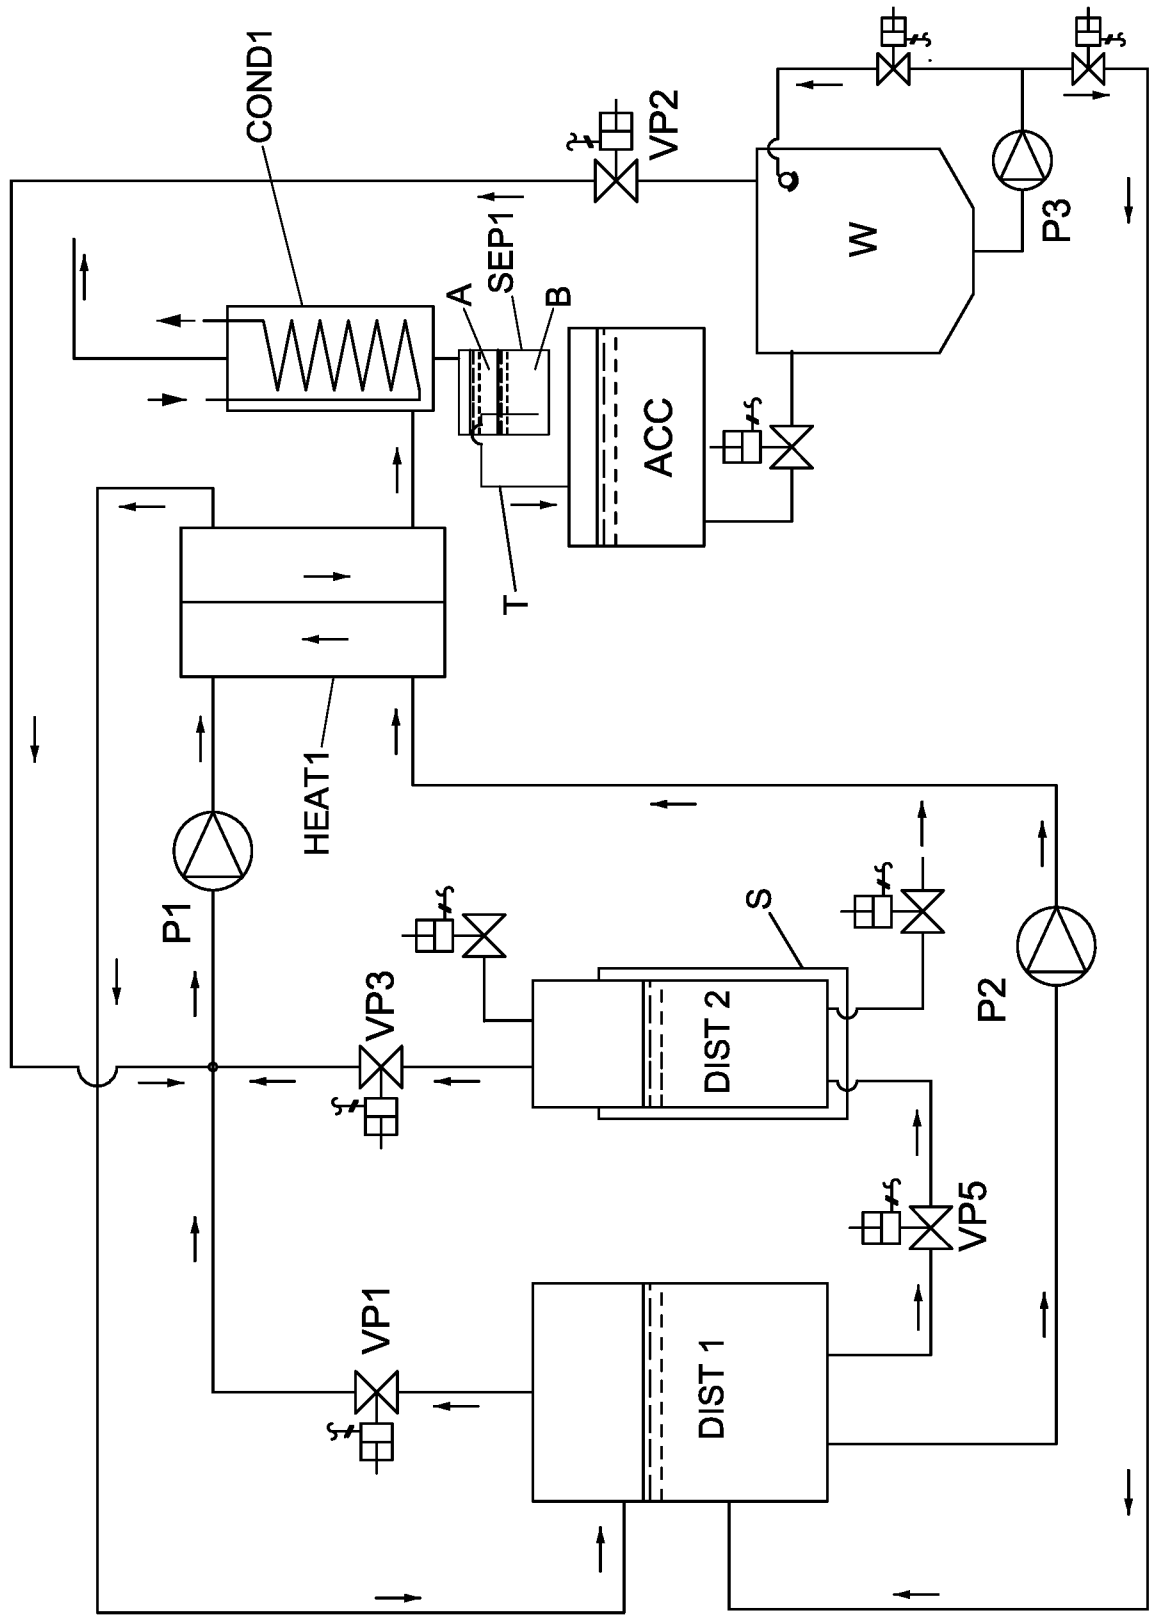 COND1
VP2
SEP1
A
B
W
P3
ACC
T
HEAT1
P1
VP3
S
DIST 2
P2
VP5
VP1
DIST 1